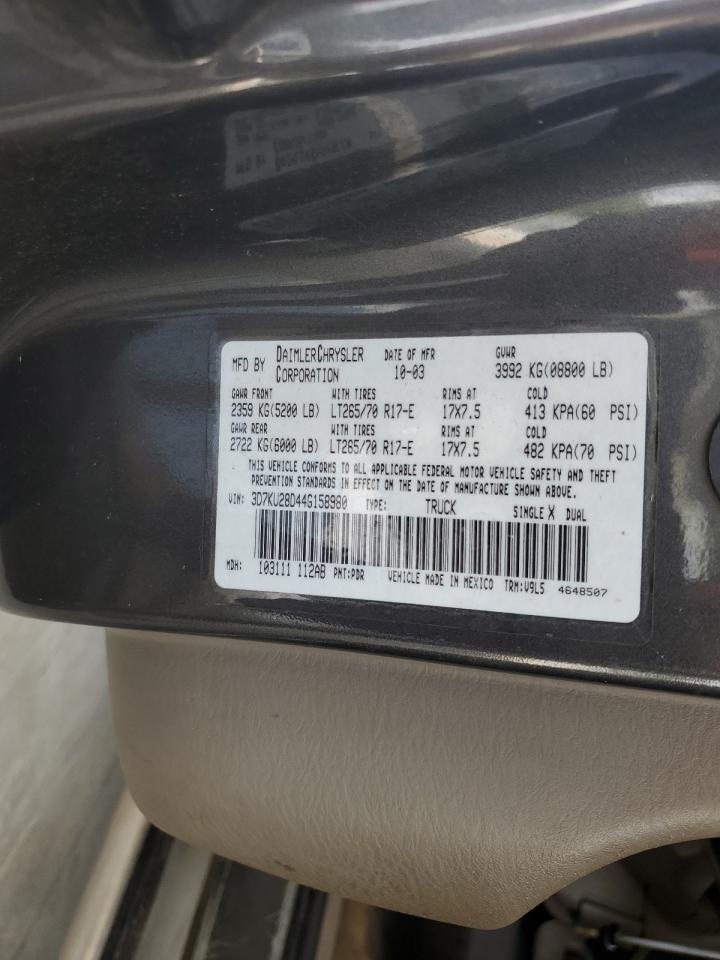 MFD BY DAIMLERCHRYSLER CORPORATION DATE OF MFR 10-03 GVWR 3992 KG(08800 LB)
GAWR FRONT WITH TIRES RIMS AT COLD
2359 KG(5200 LB) LT265/70 R17-E 17X7.5 413 KPA(60 PSI)
GAWR REAR WITH TIRES RIMS AT COLD
2722 KG(6000 LB) LT265/70 R17-E 17X7.5 482 KPA(70 PSI)
THIS VEHICLE CONFORMS TO ALL APPLICABLE FEDERAL MOTOR VEHICLE SAFETY AND THEFT
PREVENTION STANDARDS IN EFFECT ON THE DATE OF MANUFACTURE SHOWN ABOVE.
VIN: 3D7KU28D44G158980 TYPE: TRUCK SINGLE X DUAL
MDH: 103111 112AB PNT:PDR VEHICLE MADE IN MEXICO TRM:V9L5 4648507